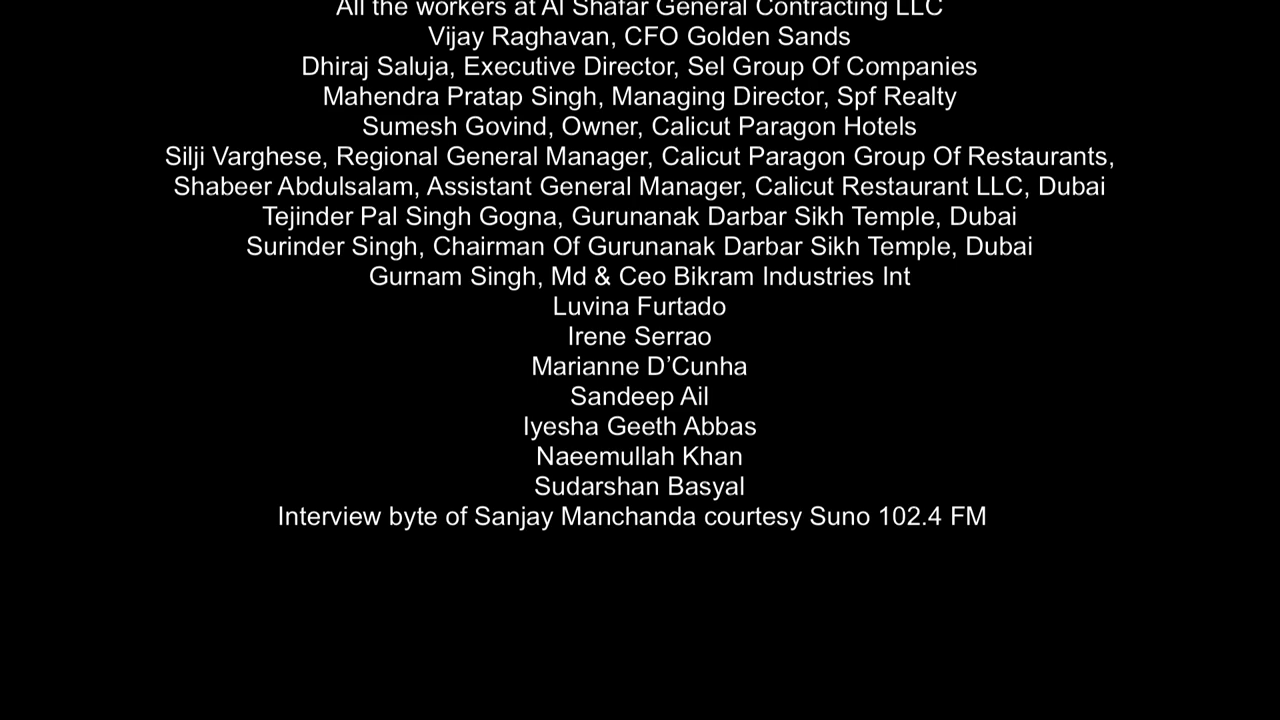 All the workers at Al Shafar General Contracting LLC
Vijay Raghavan, CFO Golden Sands
Dhiraj Saluja, Executive Director, Sel Group Of Companies
Mahendra Pratap Singh, Managing Director, Spf Realty
Sumesh Govind, Owner, Calicut Paragon Hotels
Silji Varghese, Regional General Manager, Calicut Paragon Group Of Restaurants,
Shabeer Abdulsalam, Assistant General Manager, Calicut Restaurant LLC, Dubai
Tejinder Pal Singh Gogna, Gurunanak Darbar Sikh Temple, Dubai
Surinder Singh, Chairman Of Gurunanak Darbar Sikh Temple, Dubai
Gurnam Singh, Md & Ceo Bikram Industries Int
Luvina Furtado
Irene Serrao
Marianne D’Cunha
Sandeep Ail
Iyesha Geeth Abbas
Naeemullah Khan
Sudarshan Basyal
Interview byte of Sanjay Manchanda courtesy Suno 102.4 FM